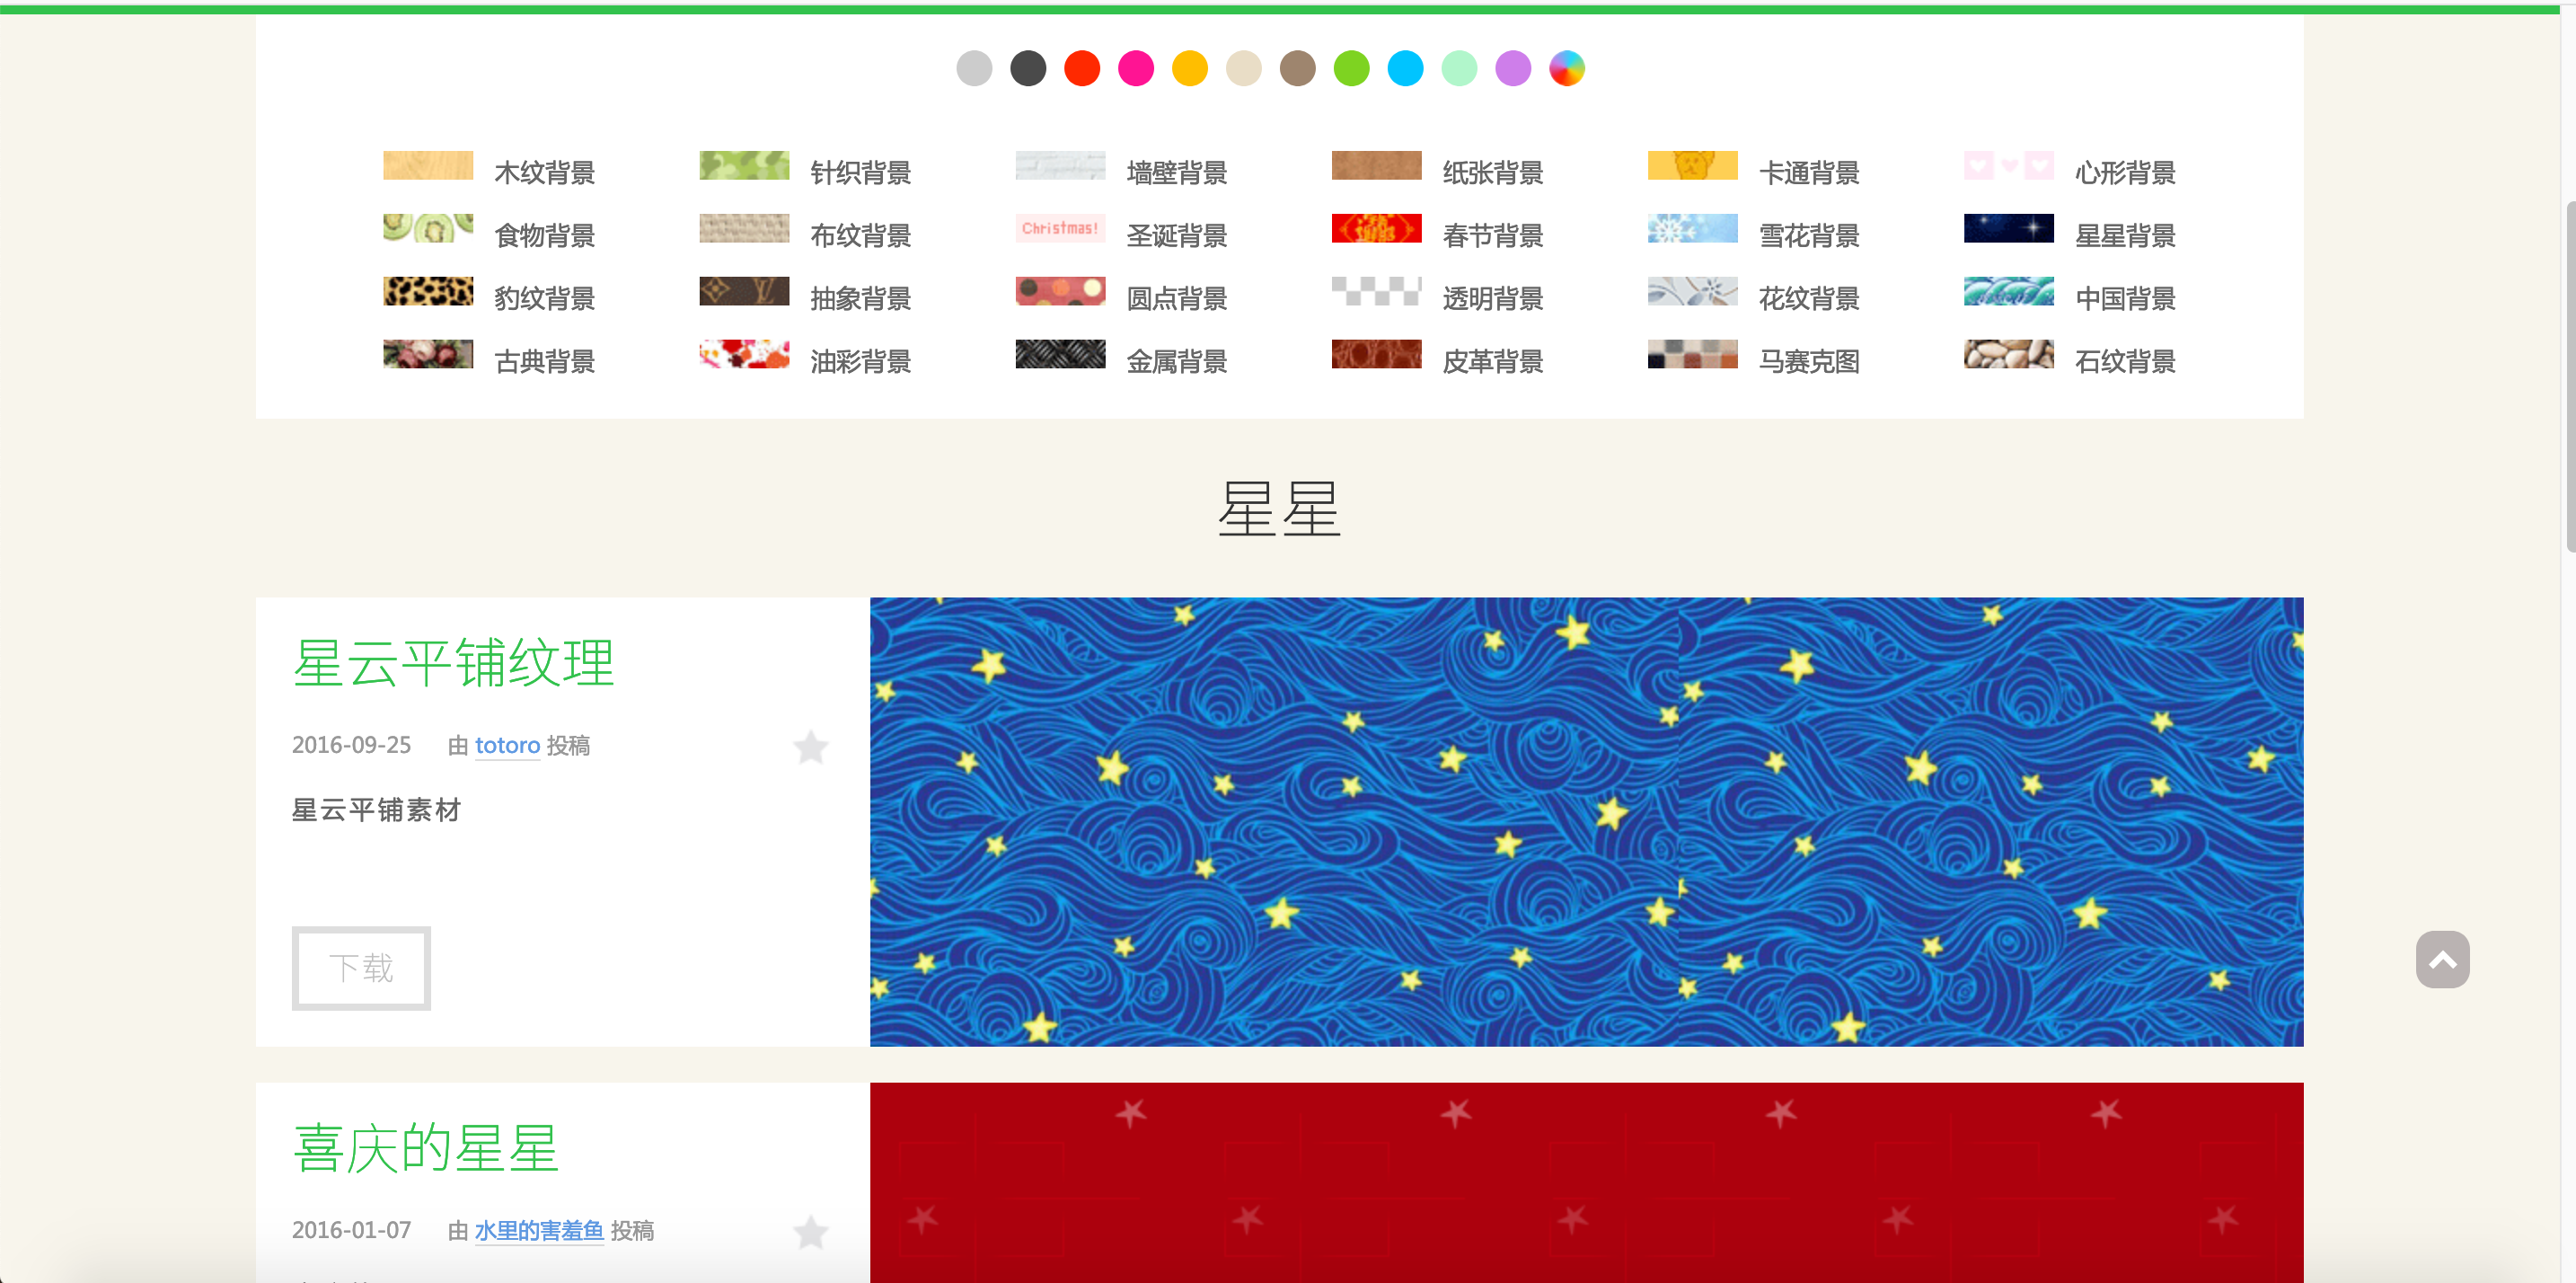 木纹背景 针织背景 墙壁背景 纸张背景 卡通背景 心形背景
食物背景 布纹背景 Christmas! 圣诞背景 春节背景 雪花背景 星星背景
豹纹背景 抽象背景 圆点背景 透明背景 花纹背景 中国背景
古典背景 油彩背景 金属背景 皮革背景 马赛克图 石纹背景
星星
星云平铺纹理
2016-09-25 由 totoro 投稿
星云平铺素材
下载
喜庆的星星
2016-01-07 由 水里的害羞鱼 投稿